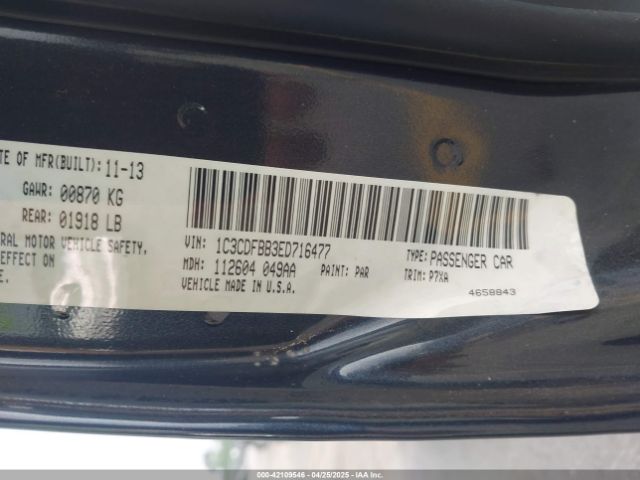 TE OF MFR(BUILT): 11-13
GAWR: 00870 KG
REAR: 01918 LB
RAL MOTOR VEHICLE SAFETY,
EFFECT ON
E.
VIN: 1C3CDFBB3ED716477
MDH: 112604 049AA
PAINT: PAR
VEHICLE MADE IN U.S.A.
TYPE: PASSENGER CAR
TRIM: P7XA
4658843
000-42109546 - 04/25/2025 - IAA Inc.